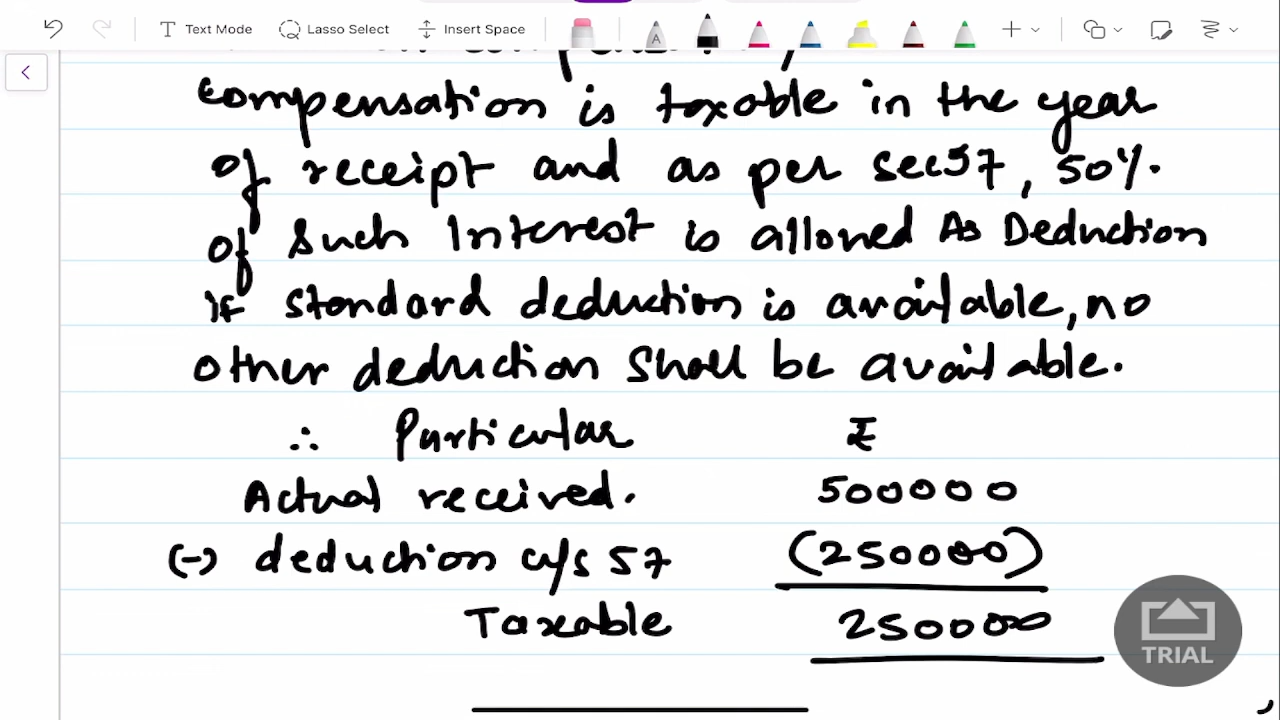 Text Mode Lasso Select Insert Space
compensation is taxable in the year
of receipt and as per sec57, 50%.
of Such Interest is allowed As Deduction
if standard deduction is available, no
other deduction shall be available.
∴ Particular ₹
Actual received. 500000
(-) deduction u/s 57 (250000)
Taxable 250000
TRIAL